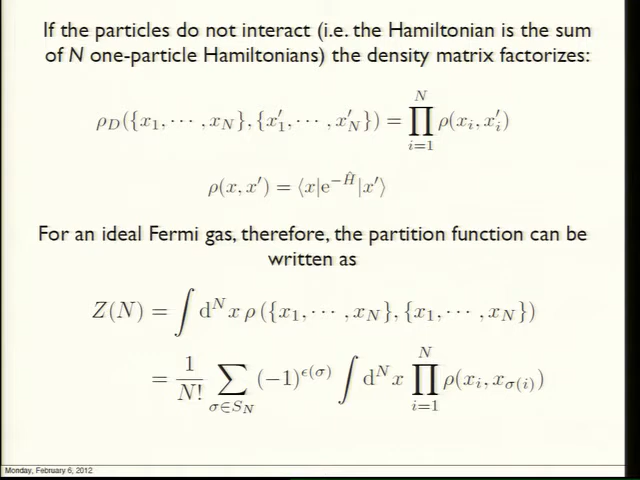 If the particles do not interact (i.e. the Hamiltonian is the sum
of N one-particle Hamiltonians) the density matrix factorizes:
ρ_D({x_1, ⋯ , x_N}, {x'_1, ⋯ , x'_N}) = ∏_{i=1}^{N} ρ(x_i, x'_i)
ρ(x, x') = ⟨x|e^{−Ĥ}|x'⟩
For an ideal Fermi gas, therefore, the partition function can be
written as
Z(N) = ∫ d^N x ρ ({x_1, ⋯ , x_N}, {x_1, ⋯ , x_N})
= 1/N! ∑_{σ∈S_N} (−1)^{ϵ(σ)} ∫ d^N x ∏_{i=1}^{N} ρ(x_i, x_{σ(i)})
Monday, February 6, 2012